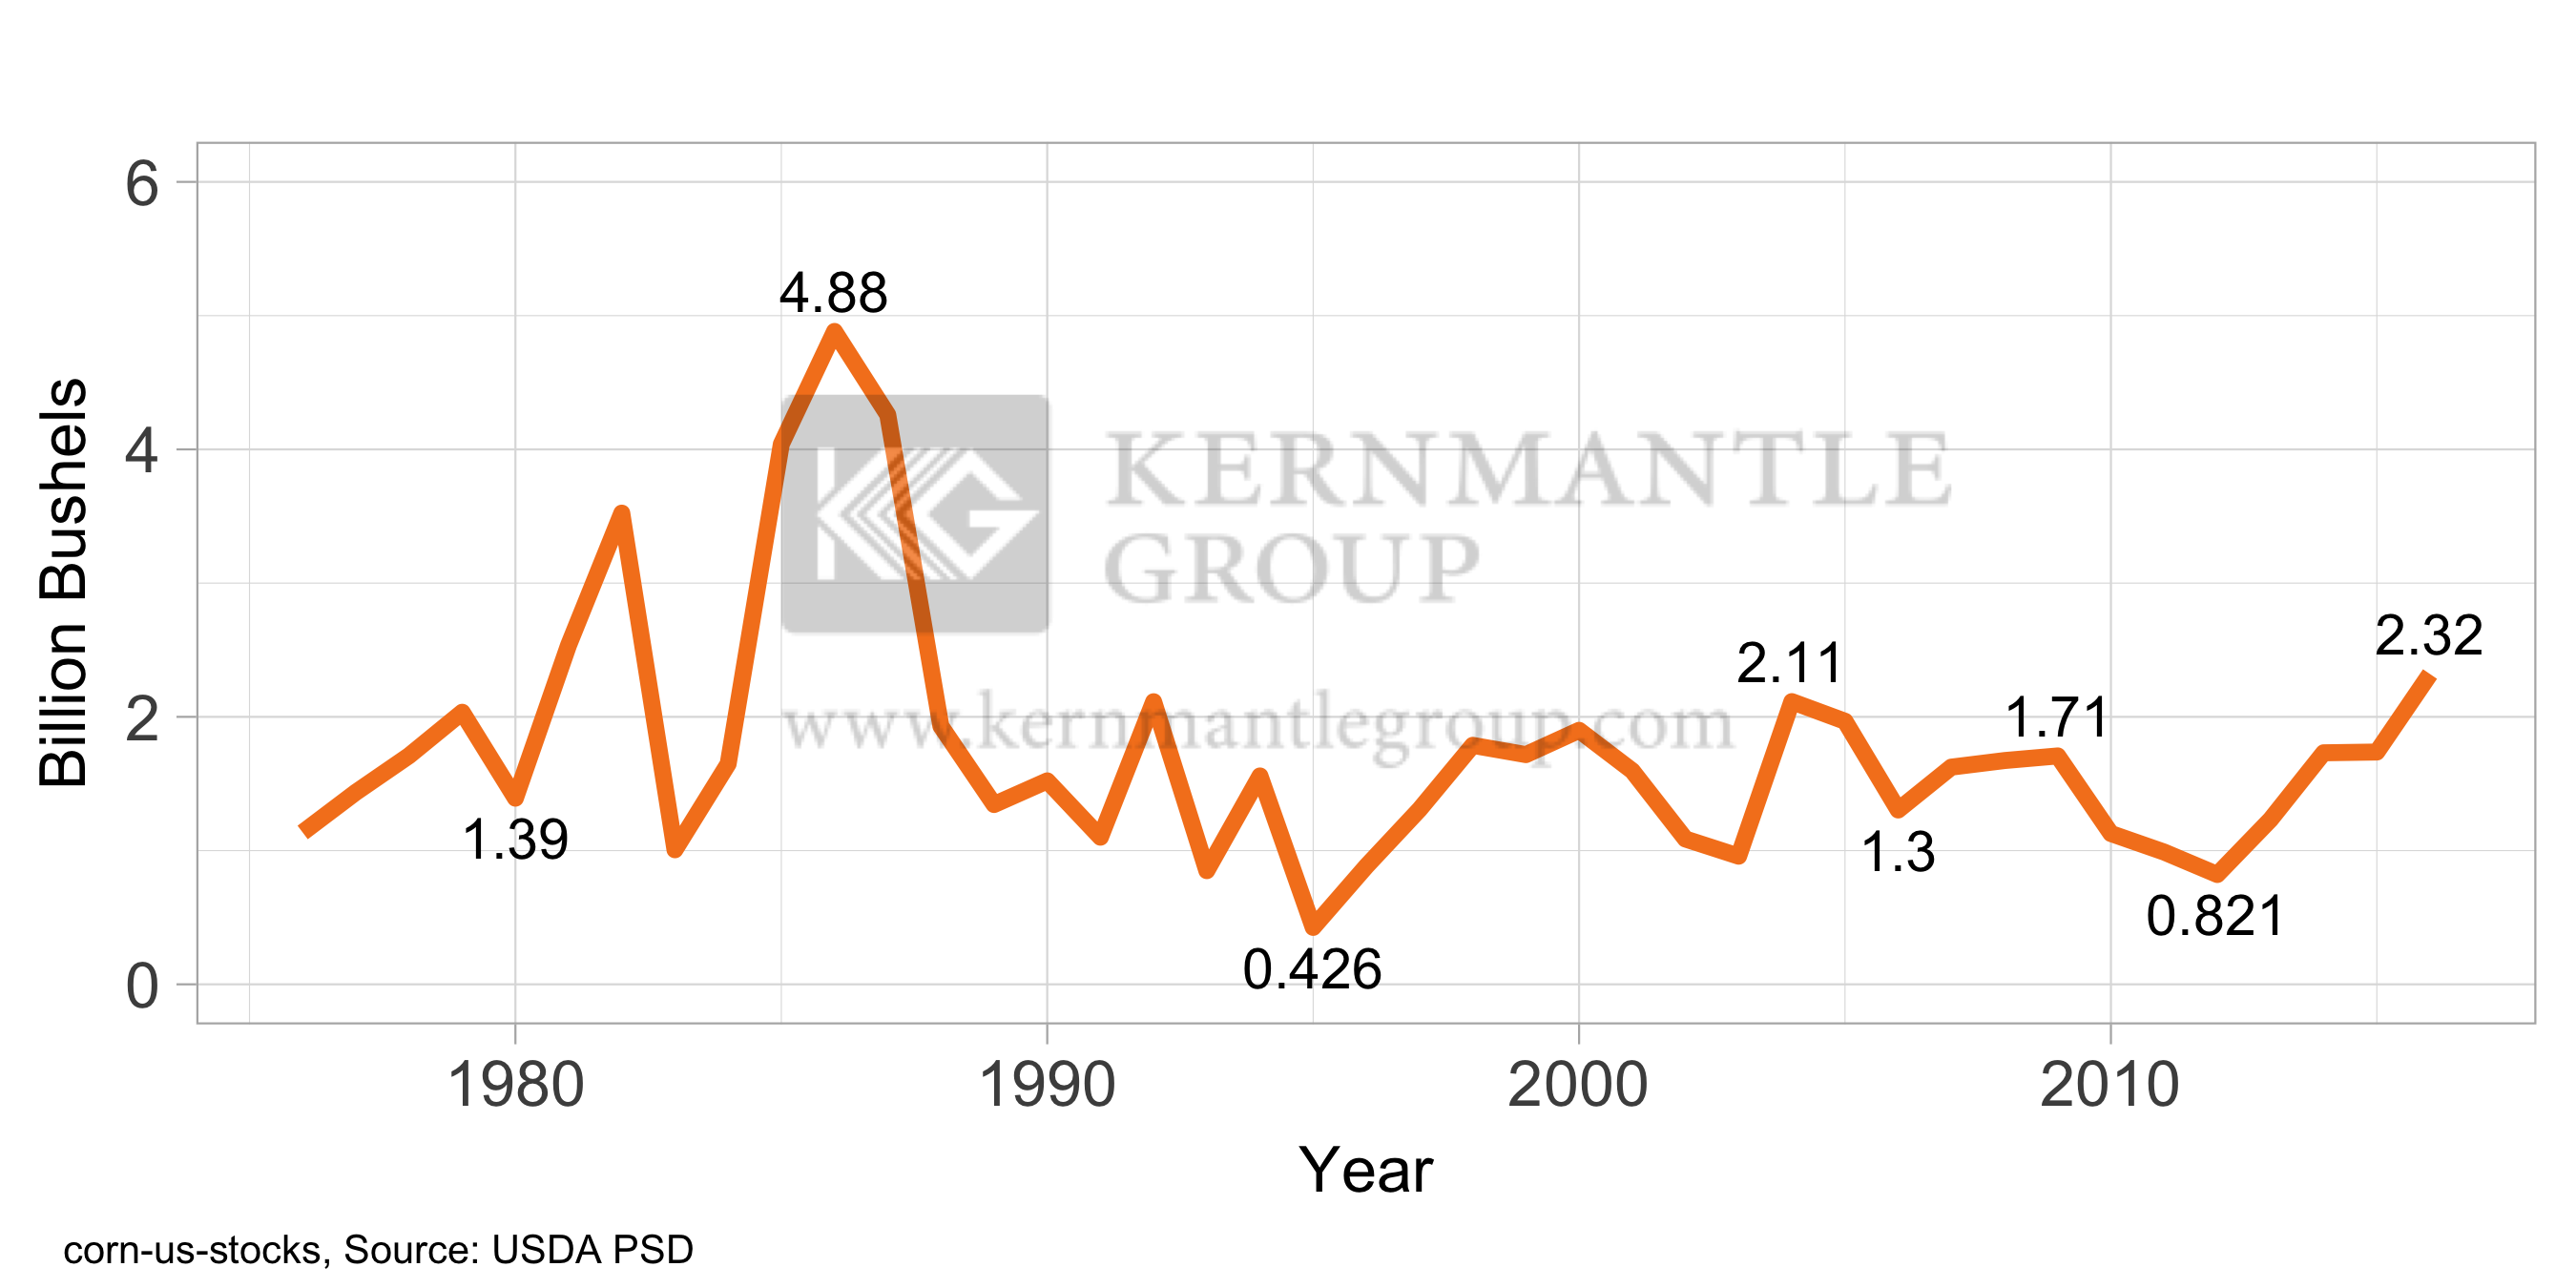 6
4
2
0
Billion Bushels
4.88
1.39
0.426
2.11
1.3
1.71
0.821
2.32
KERNMANTLE
GROUP
www.kernmantlegroup.com
1980 1990 2000 2010
Year
corn-us-stocks, Source: USDA PSD